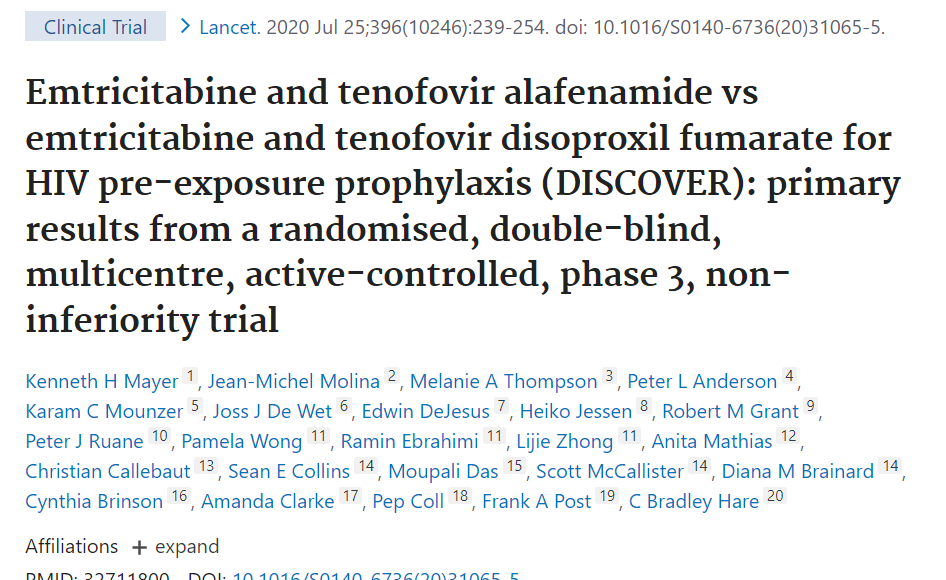 Clinical Trial > Lancet. 2020 Jul 25;396(10246):239-254. doi: 10.1016/S0140-6736(20)31065-5.
Emtricitabine and tenofovir alafenamide vs
emtricitabine and tenofovir disoproxil fumarate for
HIV pre-exposure prophylaxis (DISCOVER): primary
results from a randomised, double-blind,
multicentre, active-controlled, phase 3, non-
inferiority trial
Kenneth H Mayer 1, Jean-Michel Molina 2, Melanie A Thompson 3, Peter L Anderson 4,
Karam C Mounzer 5, Joss J De Wet 6, Edwin DeJesus 7, Heiko Jessen 8, Robert M Grant 9,
Peter J Ruane 10, Pamela Wong 11, Ramin Ebrahimi 11, Lijie Zhong 11, Anita Mathias 12,
Christian Callebaut 13, Sean E Collins 14, Moupali Das 15, Scott McCallister 14, Diana M Brainard 14,
Cynthia Brinson 16, Amanda Clarke 17, Pep Coll 18, Frank A Post 19, C Bradley Hare 20
Affiliations + expand
PMID: 32711800 DOI: 10.1016/S0140-6736(20)31065-5